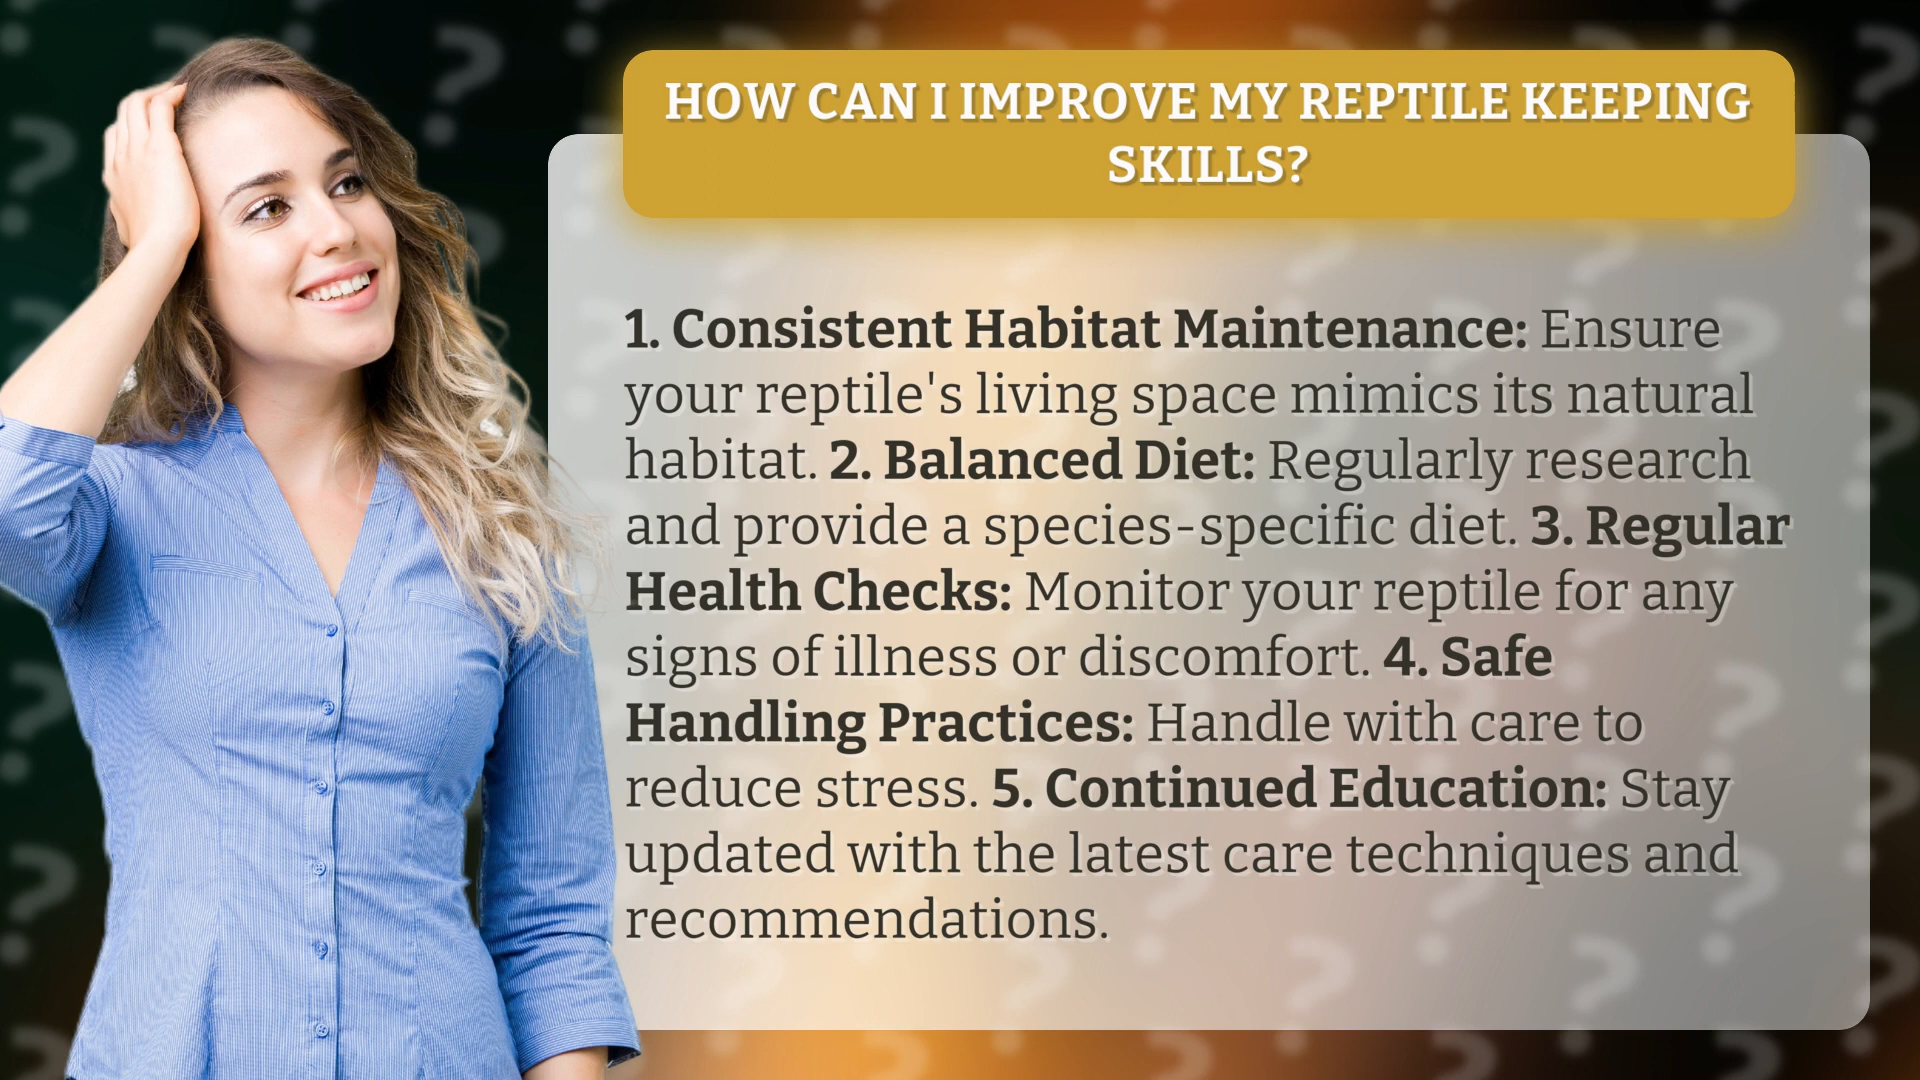 HOW CAN I IMPROVE MY REPTILE KEEPING
SKILLS?
1. Consistent Habitat Maintenance: Ensure
your reptile's living space mimics its natural
habitat. 2. Balanced Diet: Regularly research
and provide a species-specific diet. 3. Regular
Health Checks: Monitor your reptile for any
signs of illness or discomfort. 4. Safe
Handling Practices: Handle with care to
reduce stress. 5. Continued Education: Stay
updated with the latest care techniques and
recommendations.